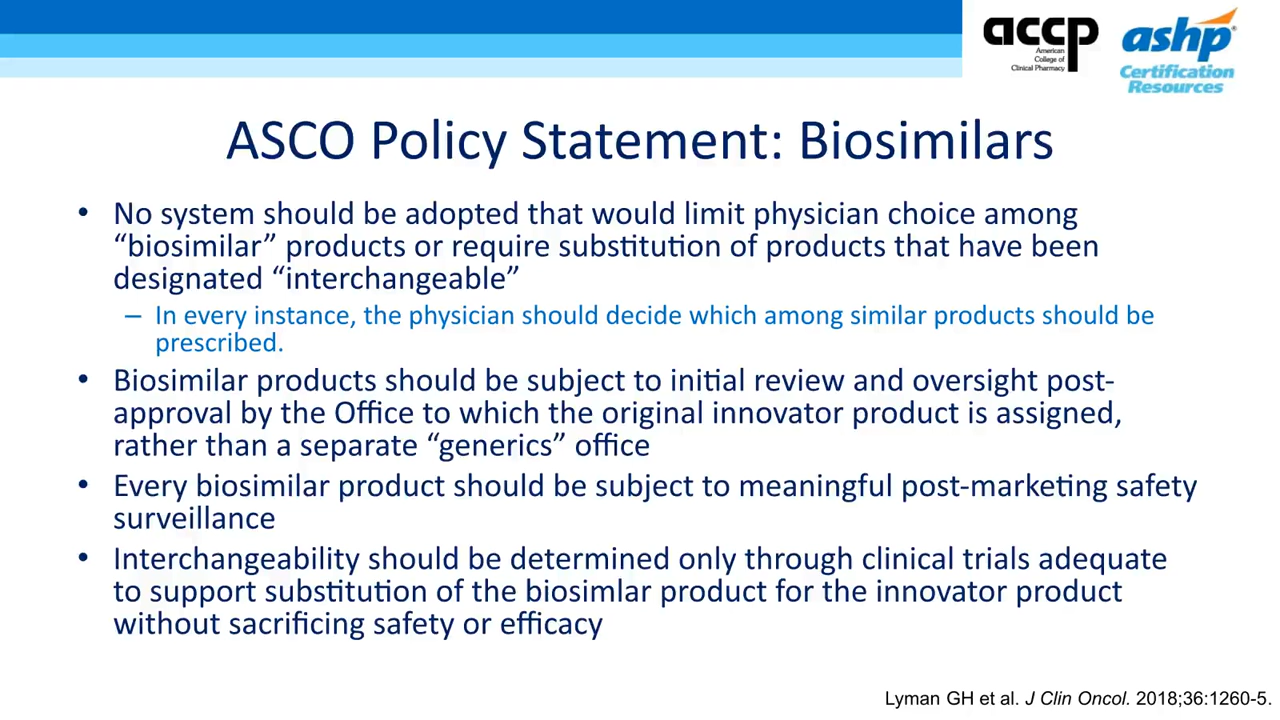 accp
American
College of
Clinical Pharmacy
ashp®
Certification
Resources
ASCO Policy Statement: Biosimilars
• No system should be adopted that would limit physician choice among
“biosimilar” products or require substitution of products that have been
designated “interchangeable”
– In every instance, the physician should decide which among similar products should be
prescribed.
• Biosimilar products should be subject to initial review and oversight post-
approval by the Office to which the original innovator product is assigned,
rather than a separate “generics” office
• Every biosimilar product should be subject to meaningful post-marketing safety
surveillance
• Interchangeability should be determined only through clinical trials adequate
to support substitution of the biosimlar product for the innovator product
without sacrificing safety or efficacy
Lyman GH et al. J Clin Oncol. 2018;36:1260-5.